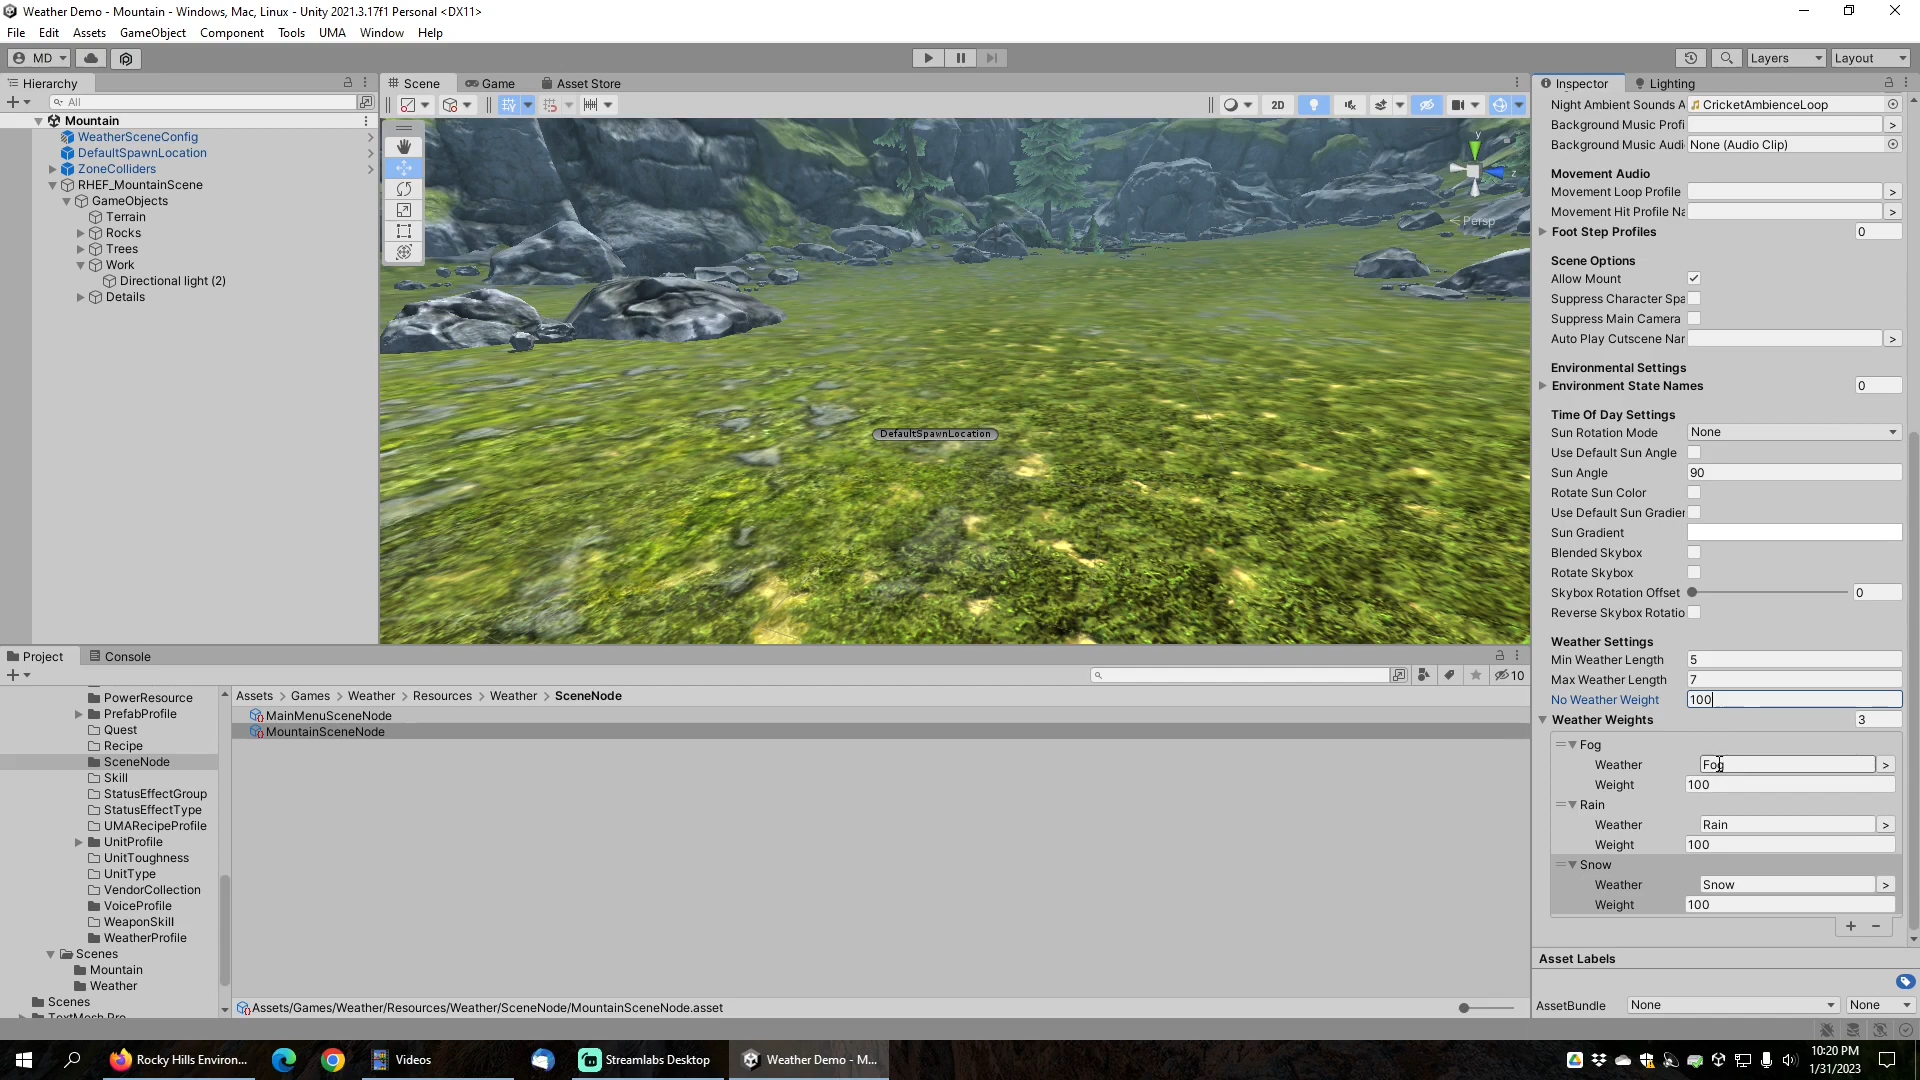 Weather Demo - Mountain - Windows, Mac, Linux - Unity 2021.3.17f1 Personal <DX11>
File Edit Assets GameObject Component Tools UMA Window Help
MD
Layers Layout
Hierarchy
All
Mountain
WeatherSceneConfig
DefaultSpawnLocation
ZoneColliders
RHEF_MountainScene
GameObjects
Terrain
Rocks
Trees
Work
Directional light (2)
Details
Scene Game Asset Store
2D
y
z
Persp
DefaultSpawnLocation
Inspector Lighting
Night Ambient Sounds A CricketAmbienceLoop
Background Music Profi
Background Music Audi None (Audio Clip)
Movement Audio
Movement Loop Profile
Movement Hit Profile Na
Foot Step Profiles 0
Scene Options
Allow Mount
Suppress Character Spa
Suppress Main Camera
Auto Play Cutscene Nar
Environmental Settings
Environment State Names 0
Time Of Day Settings
Sun Rotation Mode None
Use Default Sun Angle
Sun Angle 90
Rotate Sun Color
Use Default Sun Gradier
Sun Gradient
Blended Skybox
Rotate Skybox
Skybox Rotation Offset 0
Reverse Skybox Rotatio
Weather Settings
Min Weather Length 5
Max Weather Length 7
No Weather Weight 100
Weather Weights 3
Fog
Weather Fog
Weight 100
Rain
Weather Rain
Weight 100
Snow
Weather Snow
Weight 100
Asset Labels
AssetBundle None None
Project Console
10
PowerResource
PrefabProfile
Quest
Recipe
SceneNode
Skill
StatusEffectGroup
StatusEffectType
UMARecipeProfile
UnitProfile
UnitToughness
UnitType
VendorCollection
VoiceProfile
WeaponSkill
WeatherProfile
Scenes
Mountain
Weather
Scenes
TextMesh Pro
Assets > Games > Weather > Resources > Weather > SceneNode
MainMenuSceneNode
MountainSceneNode
Assets/Games/Weather/Resources/Weather/SceneNode/MountainSceneNode.asset
Rocky Hills Environ...
Videos
Streamlabs Desktop
Weather Demo - M...
10:20 PM
1/31/2023